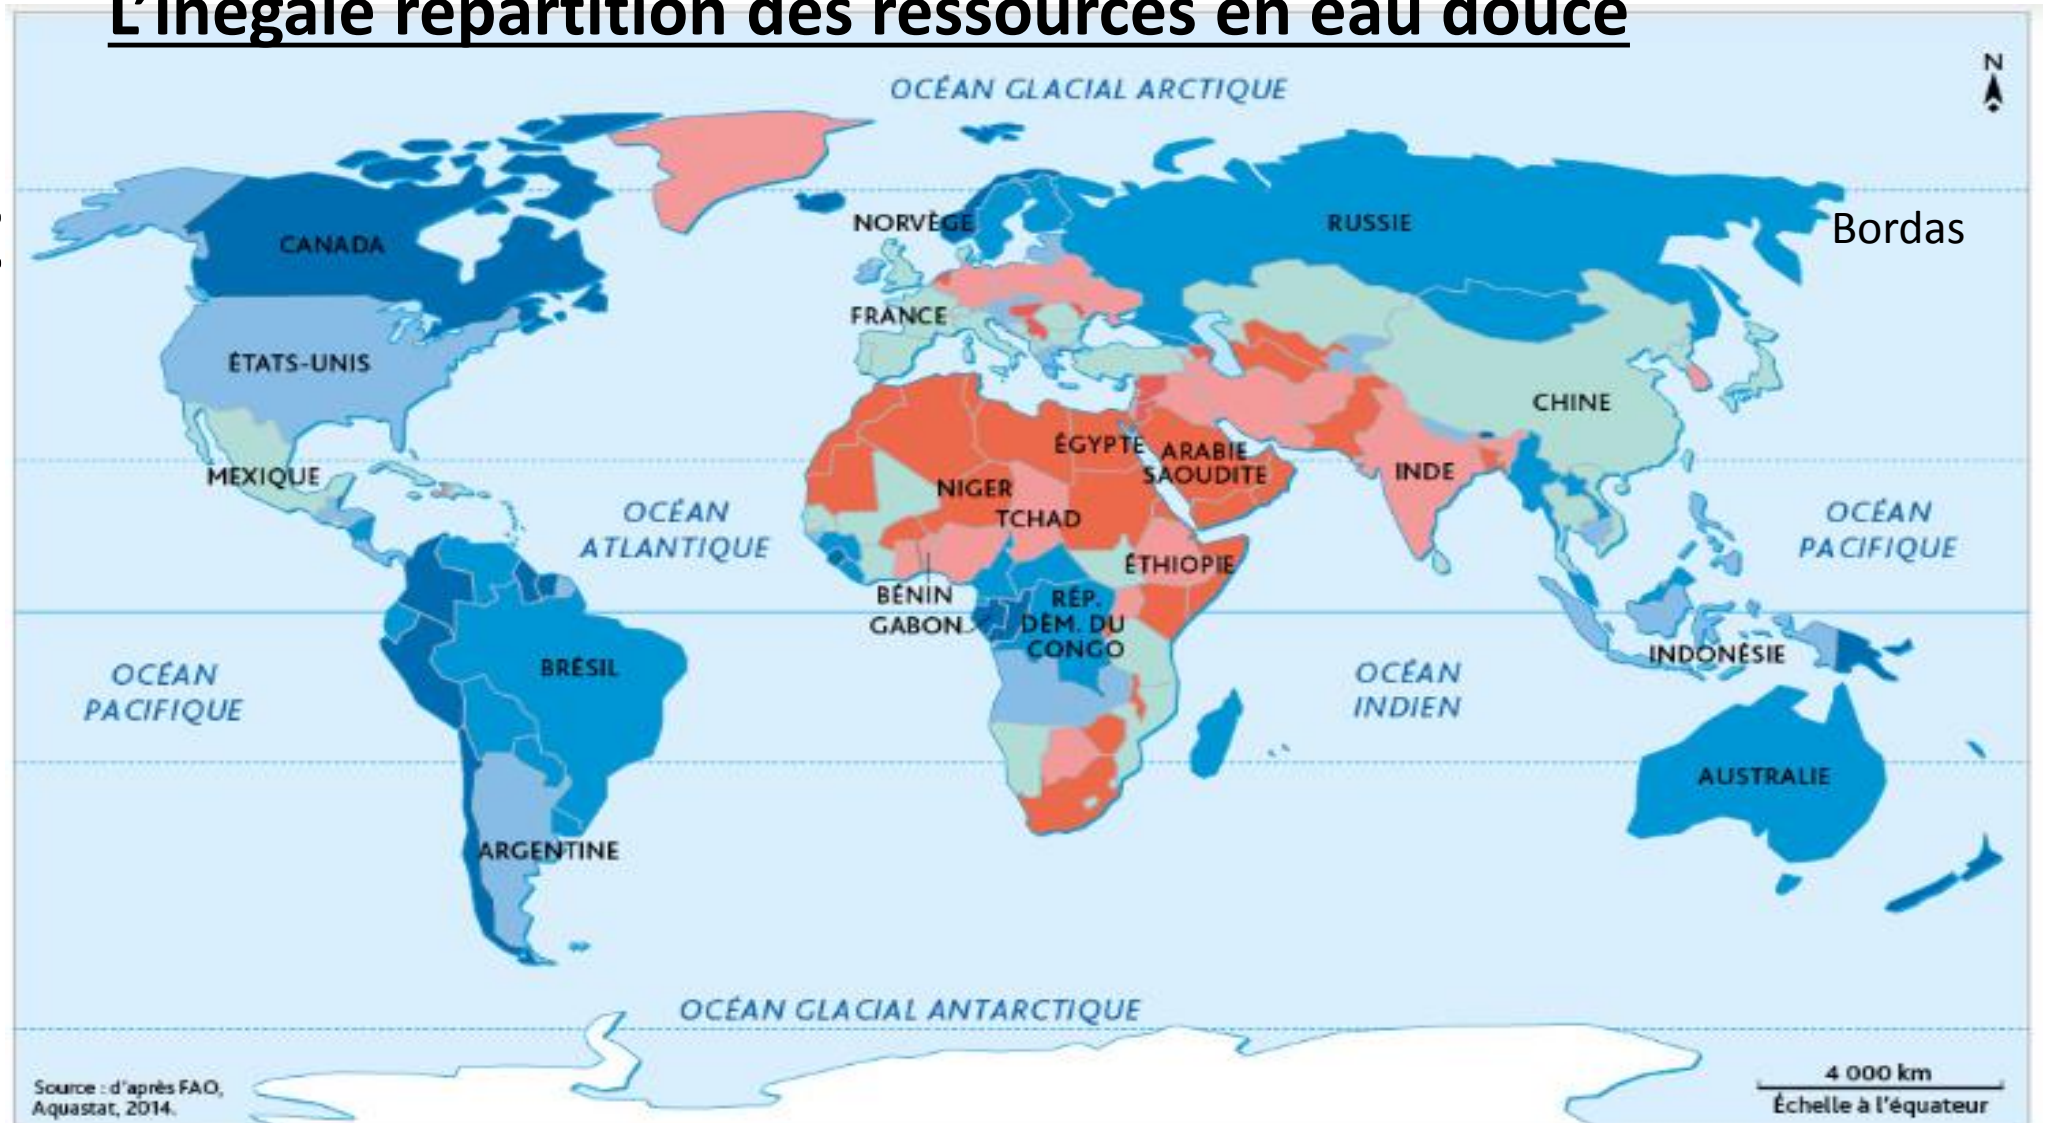 L'inégale répartition des ressources en eau douce
N
OCÉAN GLACIAL ARCTIQUE
CANADA
NORVÈGE
RUSSIE
Bordas
FRANCE
ÉTATS-UNIS
CHINE
MEXIQUE
ÉGYPTE
ARABIE
SAOUDITE
INDE
NIGER
TCHAD
OCÉAN
ATLANTIQUE
OCÉAN
PACIFIQUE
ÉTHIOPIE
BÉNIN
GABON
RÉP.
DÉM. DU
CONGO
INDONÉSIE
BRÉSIL
OCÉAN
PACIFIQUE
OCÉAN
INDIEN
AUSTRALIE
ARGENTINE
OCÉAN GLACIAL ANTARCTIQUE
Source : d'après FAO,
Aquastat, 2014.
4 000 km
Échelle à l'équateur